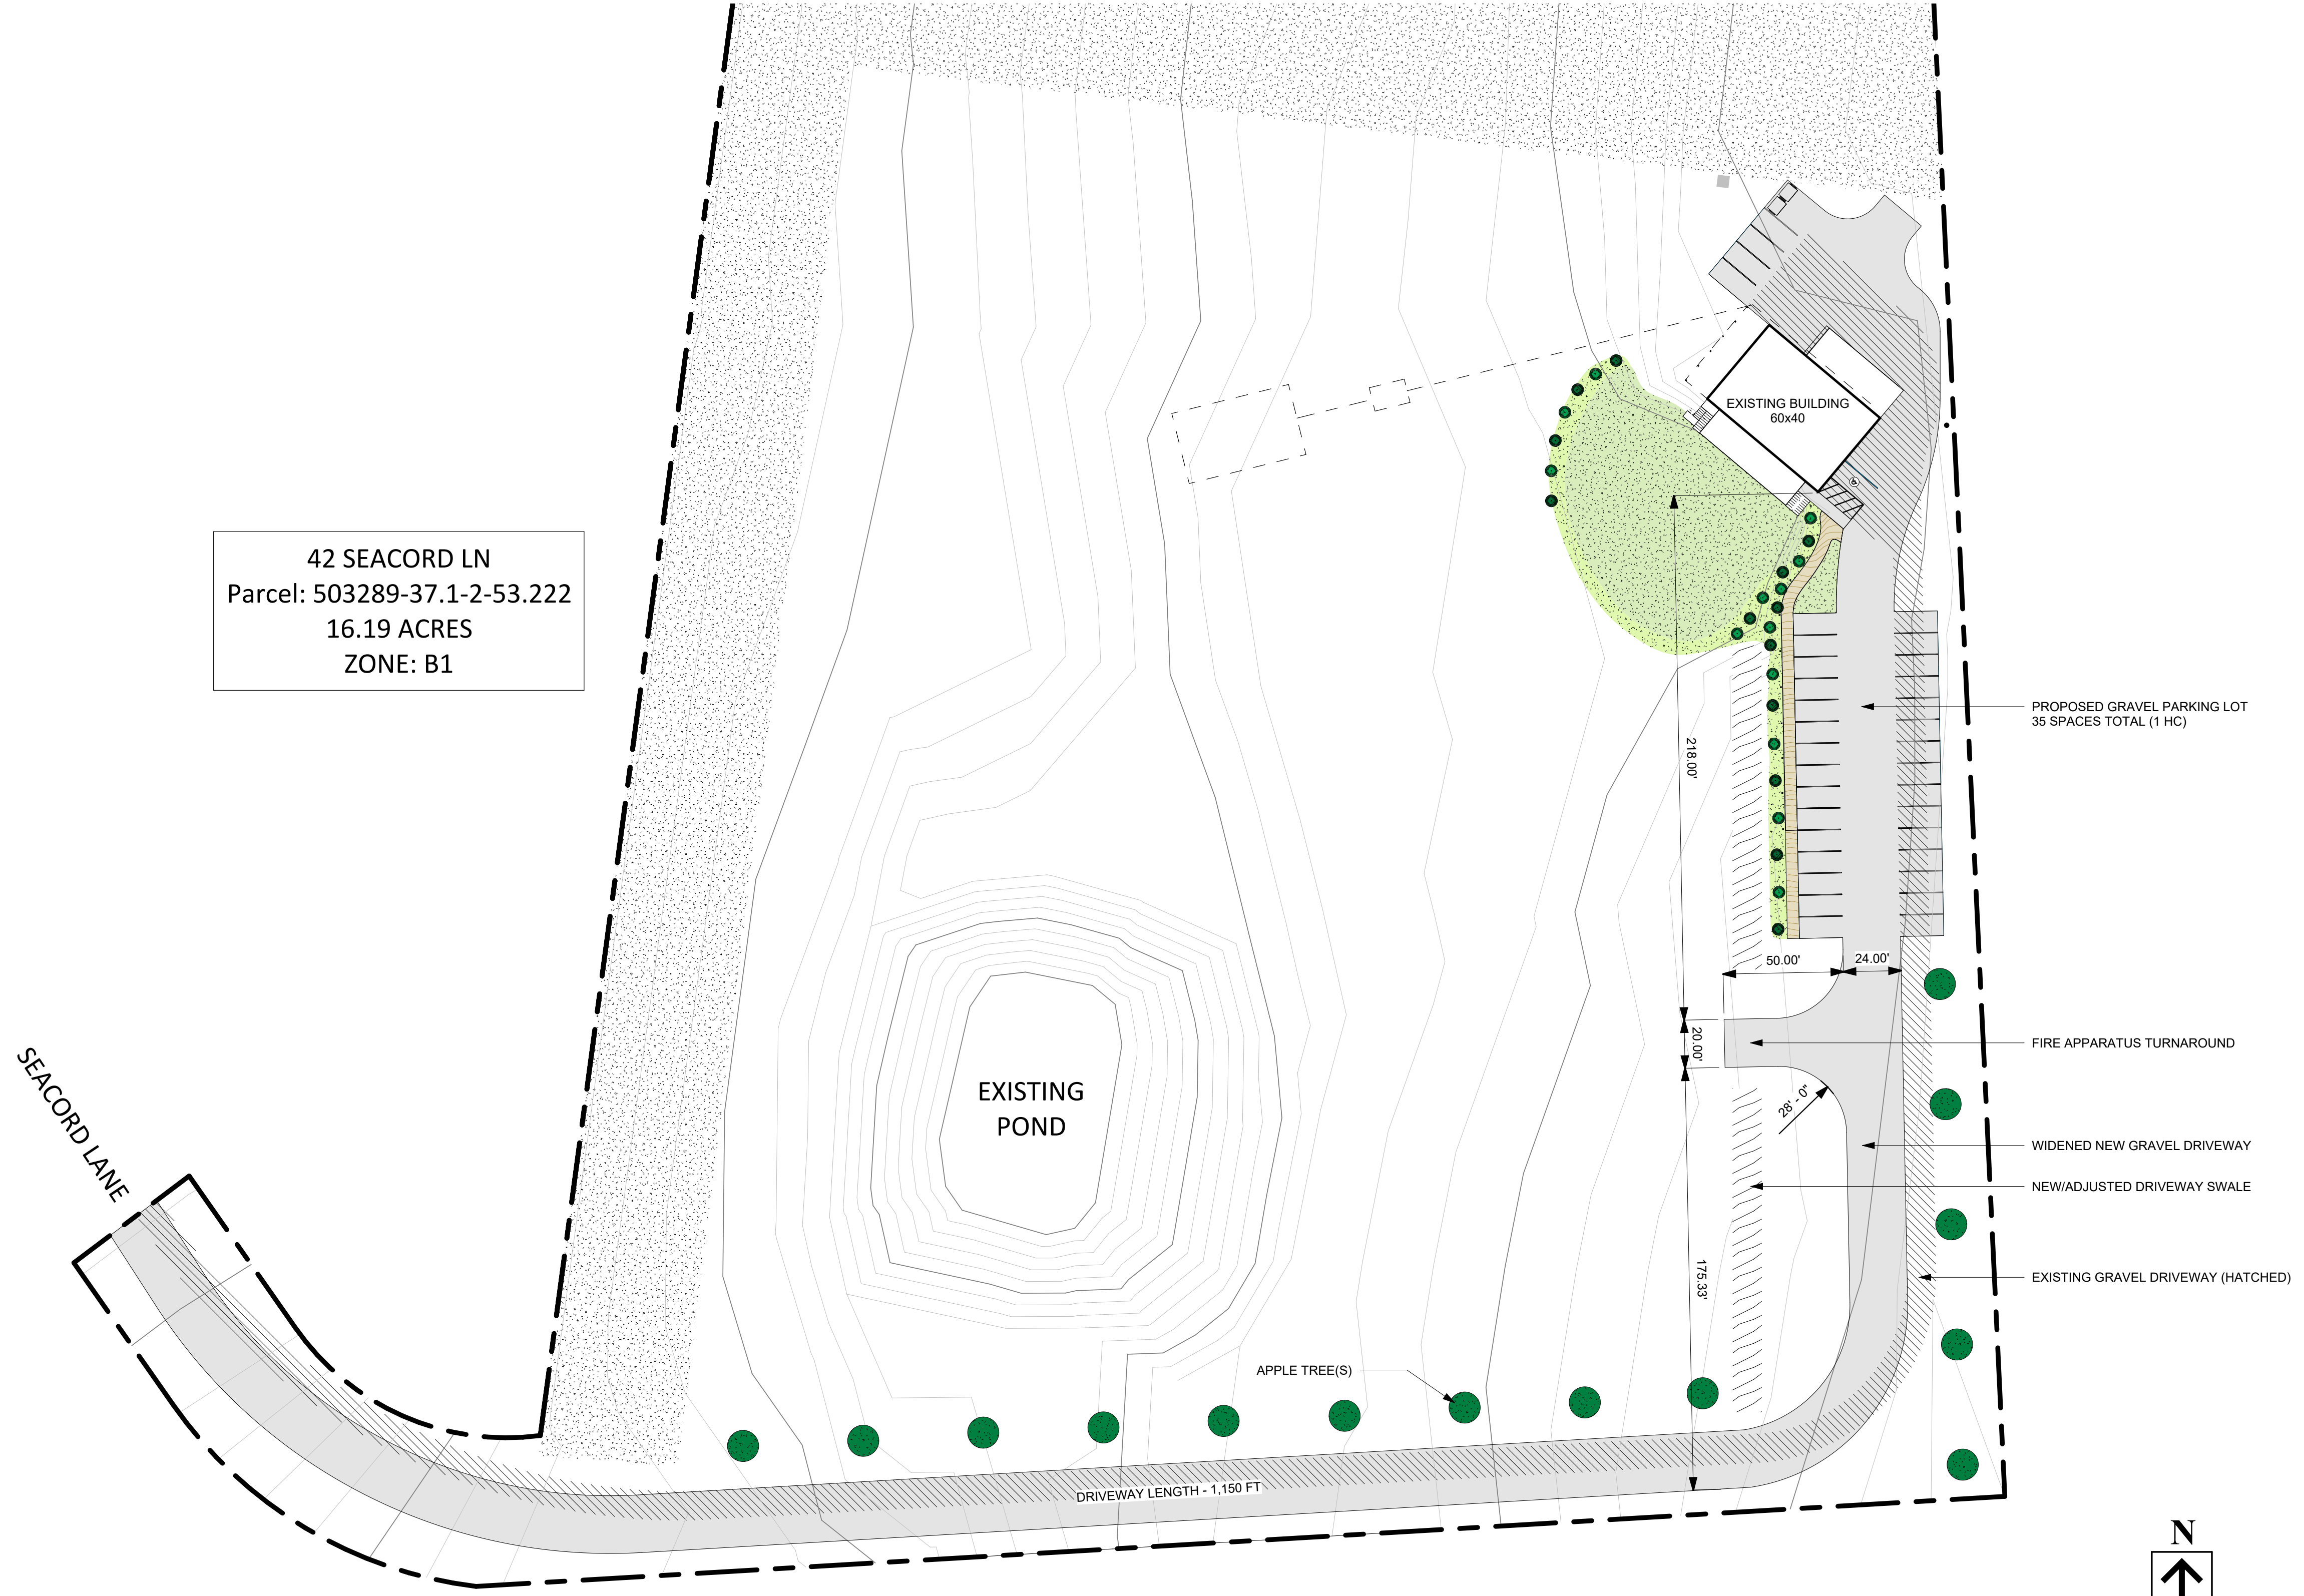 42 SEACORD LN
Parcel: 503289-37.1-2-53.222
16.19 ACRES
ZONE: B1
EXISTING BUILDING
60x40
PROPOSED GRAVEL PARKING LOT
35 SPACES TOTAL (1 HC)
218.00'
50.00'
24.00'
20.00'
FIRE APPARATUS TURNAROUND
28' - 0"
WIDENED NEW GRAVEL DRIVEWAY
NEW/ADJUSTED DRIVEWAY SWALE
EXISTING GRAVEL DRIVEWAY (HATCHED)
175.33'
EXISTING
POND
SEACORD LANE
APPLE TREE(S)
DRIVEWAY LENGTH - 1,150 FT
N